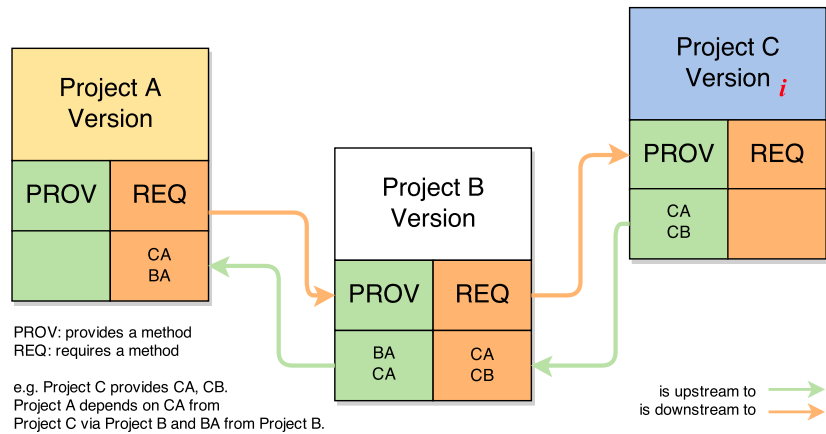 Project A
Version
PROV
REQ
CA
BA
Project B
Version
PROV
REQ
BA
CA
CA
CB
Project C
Version i
PROV
REQ
CA
CB
PROV: provides a method
REQ: requires a method
e.g. Project C provides CA, CB.
Project A depends on CA from
Project C via Project B and BA from Project B.
is upstream to
is downstream to